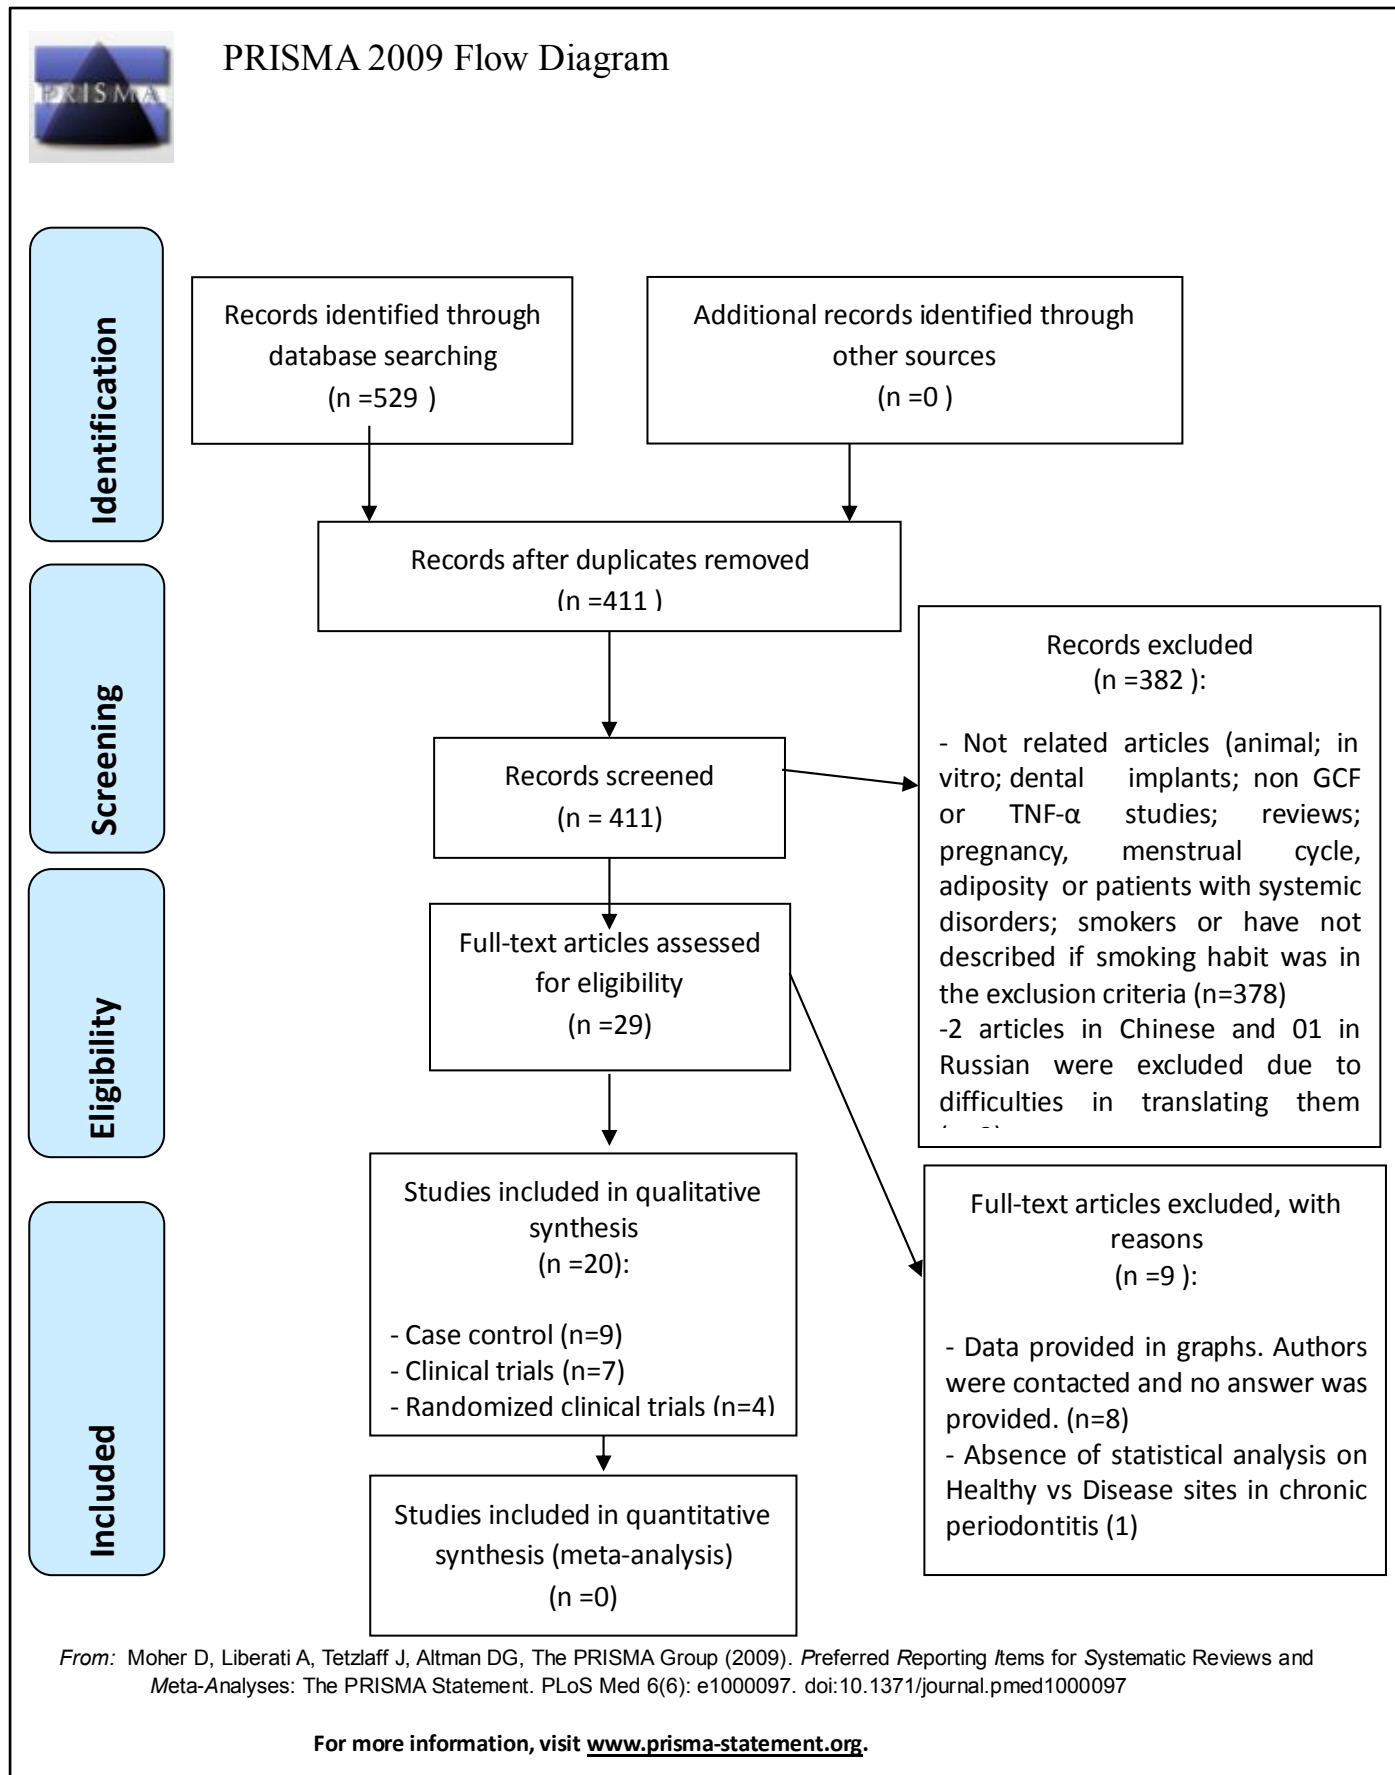 PRISMA
PRISMA 2009 Flow Diagram
Identification
Records identified through
database searching
(n =529 )
Additional records identified through
other sources
(n =0 )
Records after duplicates removed
(n =411 )
Screening
Records screened
(n = 411)
Records excluded
(n =382 ):
- Not related articles (animal; in
vitro; dental implants; non GCF
or TNF-α studies; reviews;
pregnancy, menstrual cycle,
adiposity or patients with systemic
disorders; smokers or have not
described if smoking habit was in
the exclusion criteria (n=378)
-2 articles in Chinese and 01 in
Russian were excluded due to
difficulties in translating them
Eligibility
Full-text articles assessed
for eligibility
(n =29)
Full-text articles excluded, with
reasons
(n =9 ):
- Data provided in graphs. Authors
were contacted and no answer was
provided. (n=8)
- Absence of statistical analysis on
Healthy vs Disease sites in chronic
periodontitis (1)
Included
Studies included in qualitative
synthesis
(n =20):
- Case control (n=9)
- Clinical trials (n=7)
- Randomized clinical trials (n=4)
Studies included in quantitative
synthesis (meta-analysis)
(n =0)
From: Moher D, Liberati A, Tetzlaff J, Altman DG, The PRISMA Group (2009). Preferred Reporting Items for Systematic Reviews and
Meta-Analyses: The PRISMA Statement. PLoS Med 6(6): e1000097. doi:10.1371/journal.pmed1000097
For more information, visit www.prisma-statement.org.